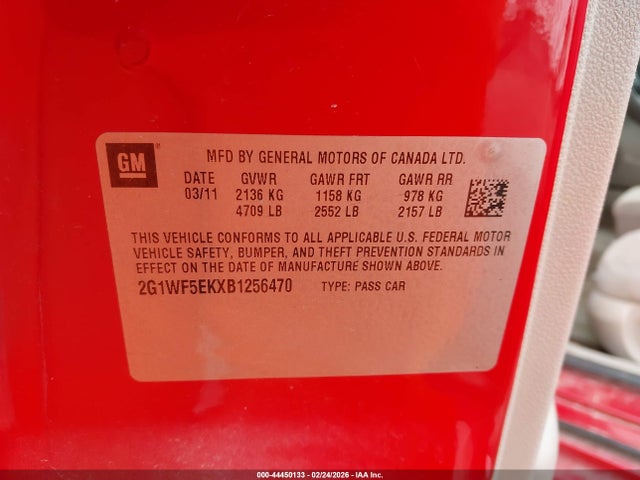 GM
MFD BY GENERAL MOTORS OF CANADA LTD.
DATE GVWR GAWR FRT GAWR RR
03/11 2136 KG 1158 KG 978 KG
4709 LB 2552 LB 2157 LB
THIS VEHICLE CONFORMS TO ALL APPLICABLE U.S. FEDERAL MOTOR
VEHICLE SAFETY, BUMPER, AND THEFT PREVENTION STANDARDS IN
EFFECT ON THE DATE OF MANUFACTURE SHOWN ABOVE.
2G1WF5EKXB1256470 TYPE: PASS CAR
000-44450133 - 02/24/2026 - IAA Inc.